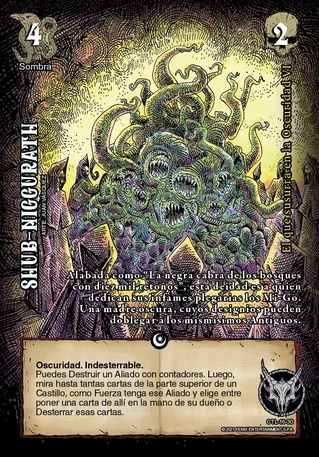 4
Sombra
2
SHUB-NIGGURATH
El que susurra en la Oscuridad VI
Alabada como "La negra cabra de los bosques
con diez mil retoños", esta deidad es a quien
dedican sus infames plegarias los Mi-Go.
Una madre oscura, cuyos designios pueden
doblegar a los mismísimos Antiguos.
Oscuridad. Indesterrable.
Puedes Destruir un Aliado con contadores. Luego,
mira hasta tantas cartas de la parte superior de un
Castillo, como Fuerza tenga ese Aliado y elige entre
poner una carta de allí en la mano de su dueño o
Desterrar esas cartas.
© 2021 FENIX ENTERTAINMENT S.P.A.